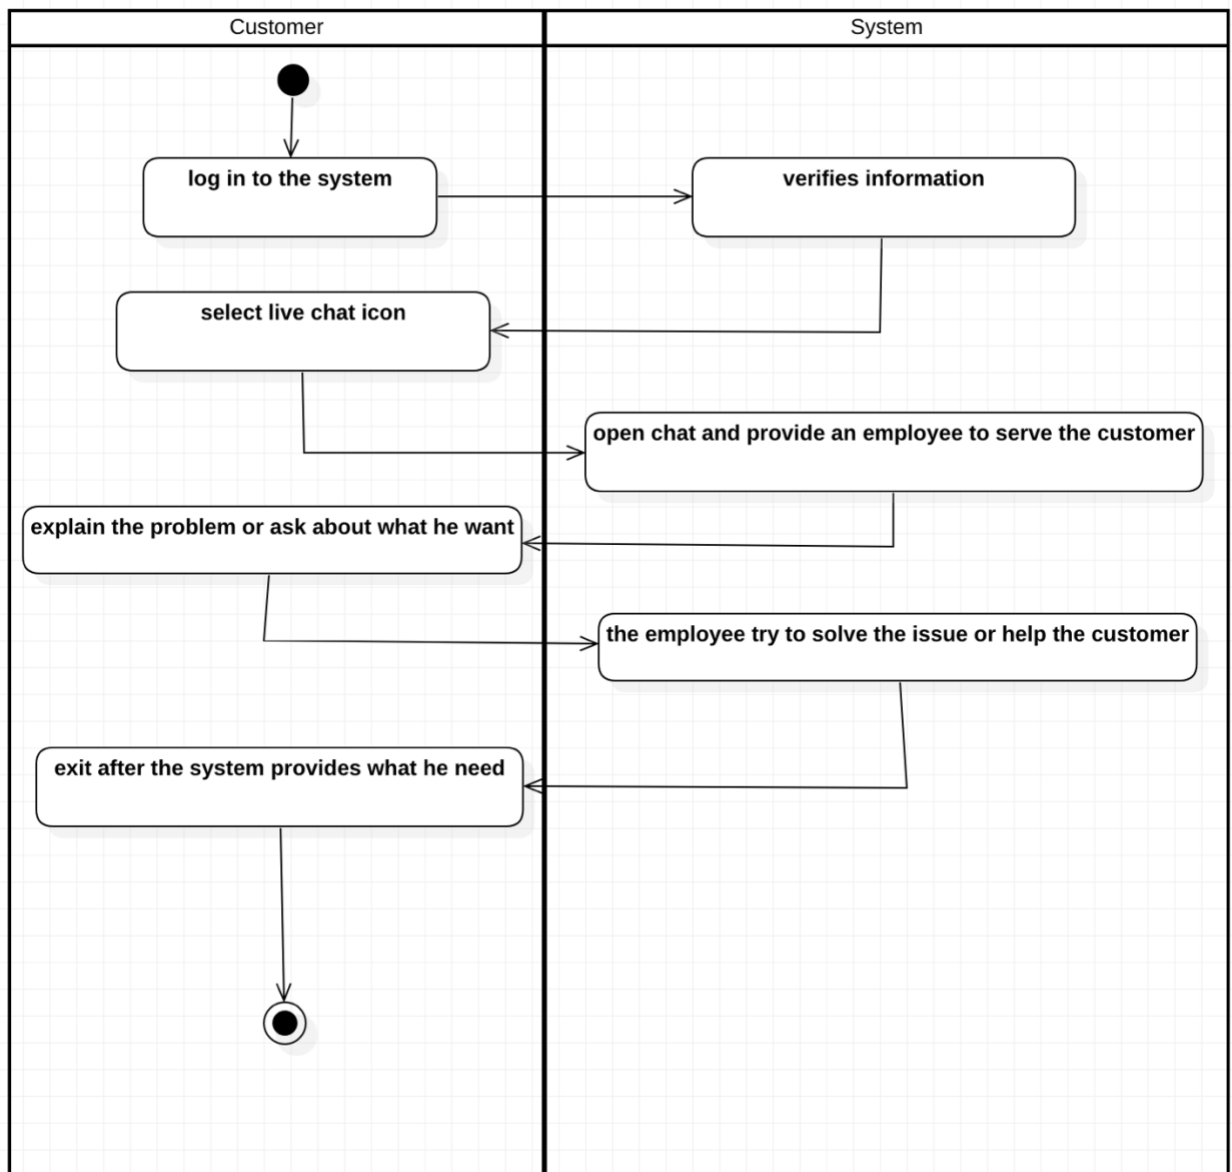 Customer
System
log in to the system
verifies information
select live chat icon
open chat and provide an employee to serve the customer
explain the problem or ask about what he want
the employee try to solve the issue or help the customer
exit after the system provides what he need